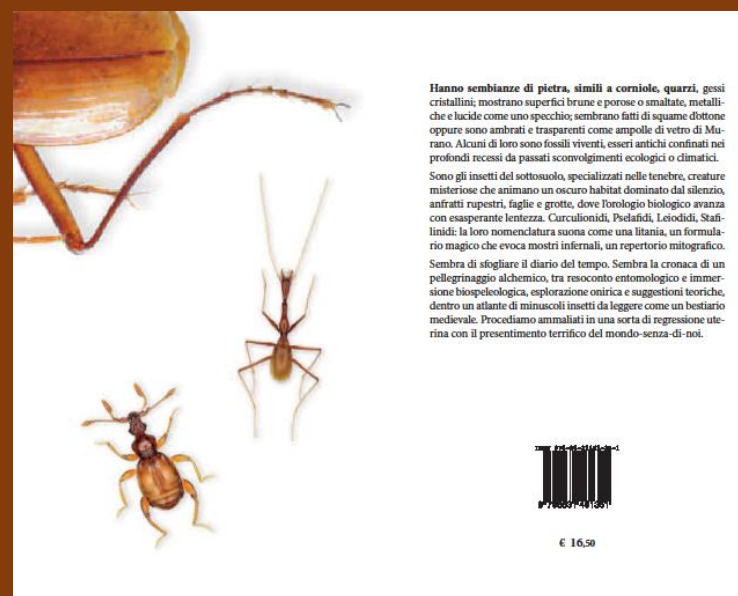 Hanno sembianze di pietra, simili a corniole, quarzi, gessi
cristallini; mostrano superfici brune e porose o smaltate, metalli-
che e lucide come uno specchio; sembrano fatti di squame d'ottone
oppure sono ambrati e trasparenti come ampolle di vetro di Mu-
rano. Alcuni di loro sono fossili viventi, esseri antichi confinati nei
profondi recessi da passati sconvolgimenti ecologici o climatici.
Sono gli insetti del sottosuolo, specializzati nelle tenebre, creature
misteriose che animano un oscuro habitat dominato dal silenzio,
anfratti rupestri, faglie e grotte, dove l'orologio biologico avanza
con esasperante lentezza. Curculionidi, Pselafidi, Leiodidi, Stafi-
linidi: la loro nomenclatura suona come una litania, un formula-
rio magico che evoca mostri infernali, un repertorio mitografico.
Sembra di sfogliare il diario del tempo. Sembra la cronaca di un
pellegrinaggio alchemico, tra resoconto entomologico e immer-
sione biospeleologica, esplorazione onirica e suggestioni teoriche,
dentro un atlante di minuscoli insetti da leggere come un bestiario
medievale. Procediamo ammaliati in una sorta di regressione ute-
rina con il presentimento terrifico del mondo-senza-di-noi.
€ 16,50